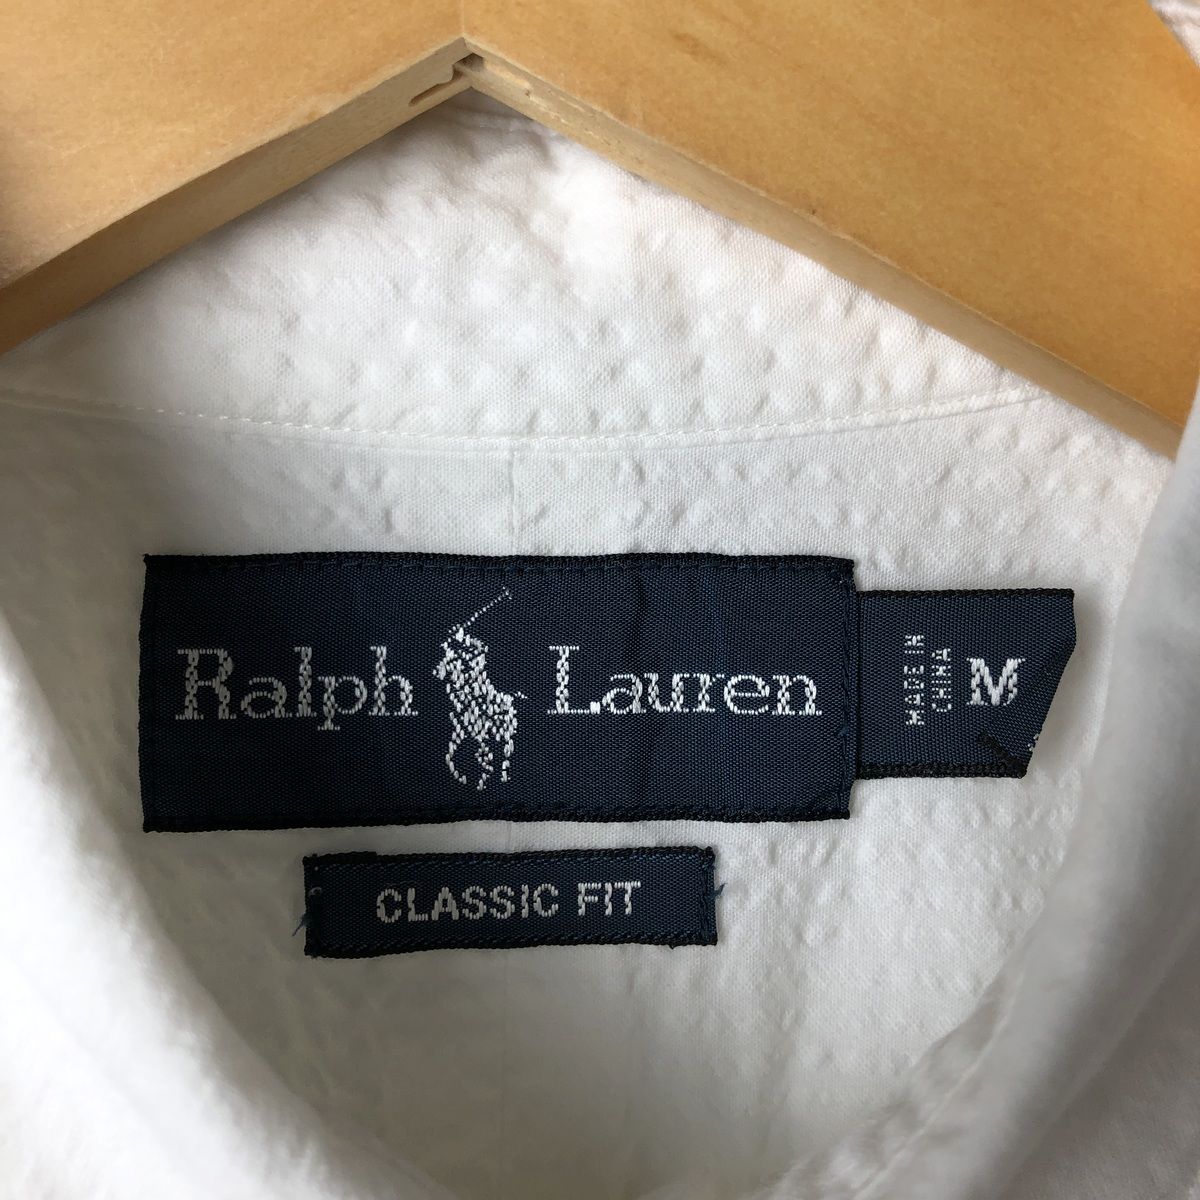 Ralph Lauren
MADE IN
CHINA
M
CLASSIC FIT